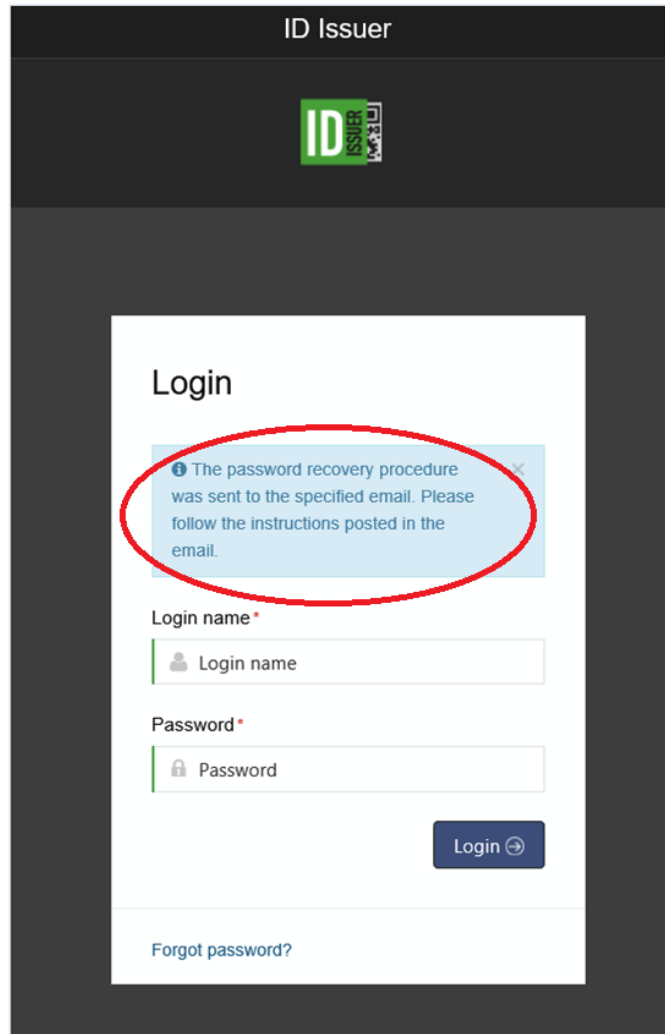 ID Issuer
ID
ISSUER
Login
The password recovery procedure
was sent to the specified email. Please
follow the instructions posted in the
email.
Login name*
Login name
Password*
Password
Login
Forgot password?